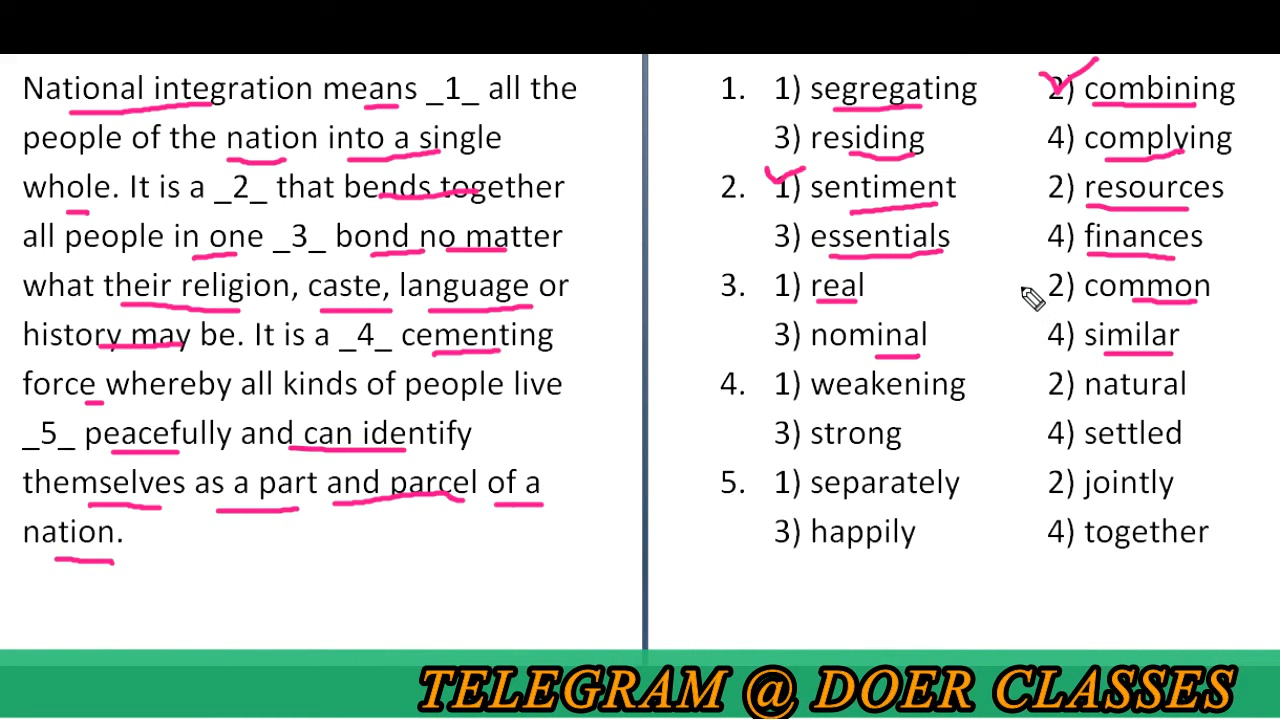 National integration means _1_ all the
people of the nation into a single
whole. It is a _2_ that bends together
all people in one _3_ bond no matter
what their religion, caste, language or
history may be. It is a _4_ cementing
force whereby all kinds of people live
_5_ peacefully and can identify
themselves as a part and parcel of a
nation.
1. 1) segregating 2) combining
3) residing 4) complying
2. 1) sentiment 2) resources
3) essentials 4) finances
3. 1) real 2) common
3) nominal 4) similar
4. 1) weakening 2) natural
3) strong 4) settled
5. 1) separately 2) jointly
3) happily 4) together
TELEGRAM @ DOER CLASSES